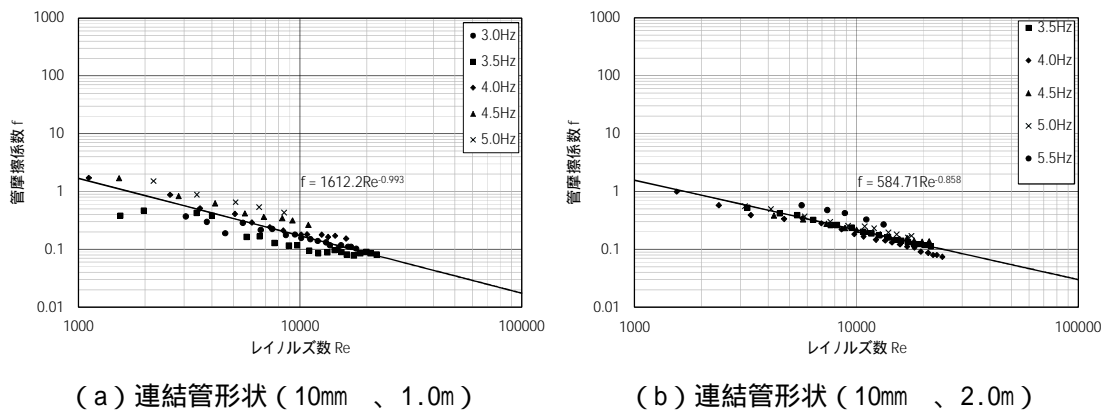 1000
100
10
1
0.1
0.01
管摩擦係数 f
1000
10000
100000
レイノルズ数 Re
3.0Hz
3.5Hz
4.0Hz
4.5Hz
5.0Hz
f = 1612.2Re-0.993
(a)連結管形状(10mm 、1.0m)
1000
100
10
1
0.1
0.01
管摩擦係数 f
1000
10000
100000
レイノルズ数 Re
3.5Hz
4.0Hz
4.5Hz
5.0Hz
5.5Hz
f = 584.71Re-0.858
(b)連結管形状(10mm 、2.0m)